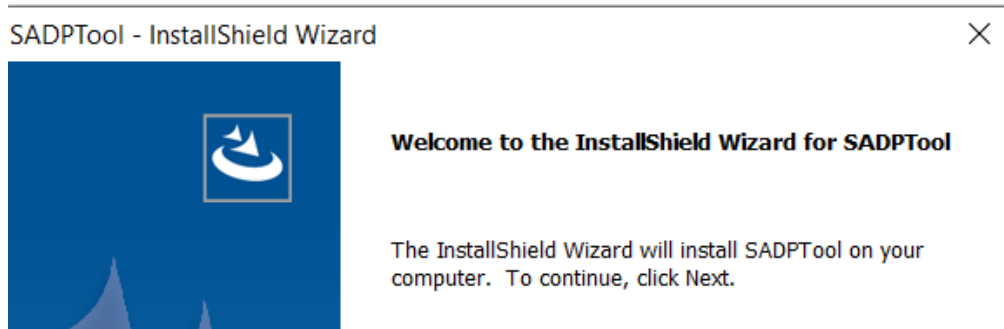 SADPTool - InstallShield Wizard
Welcome to the InstallShield Wizard for SADPTool
The InstallShield Wizard will install SADPTool on your
computer.  To continue, click Next.